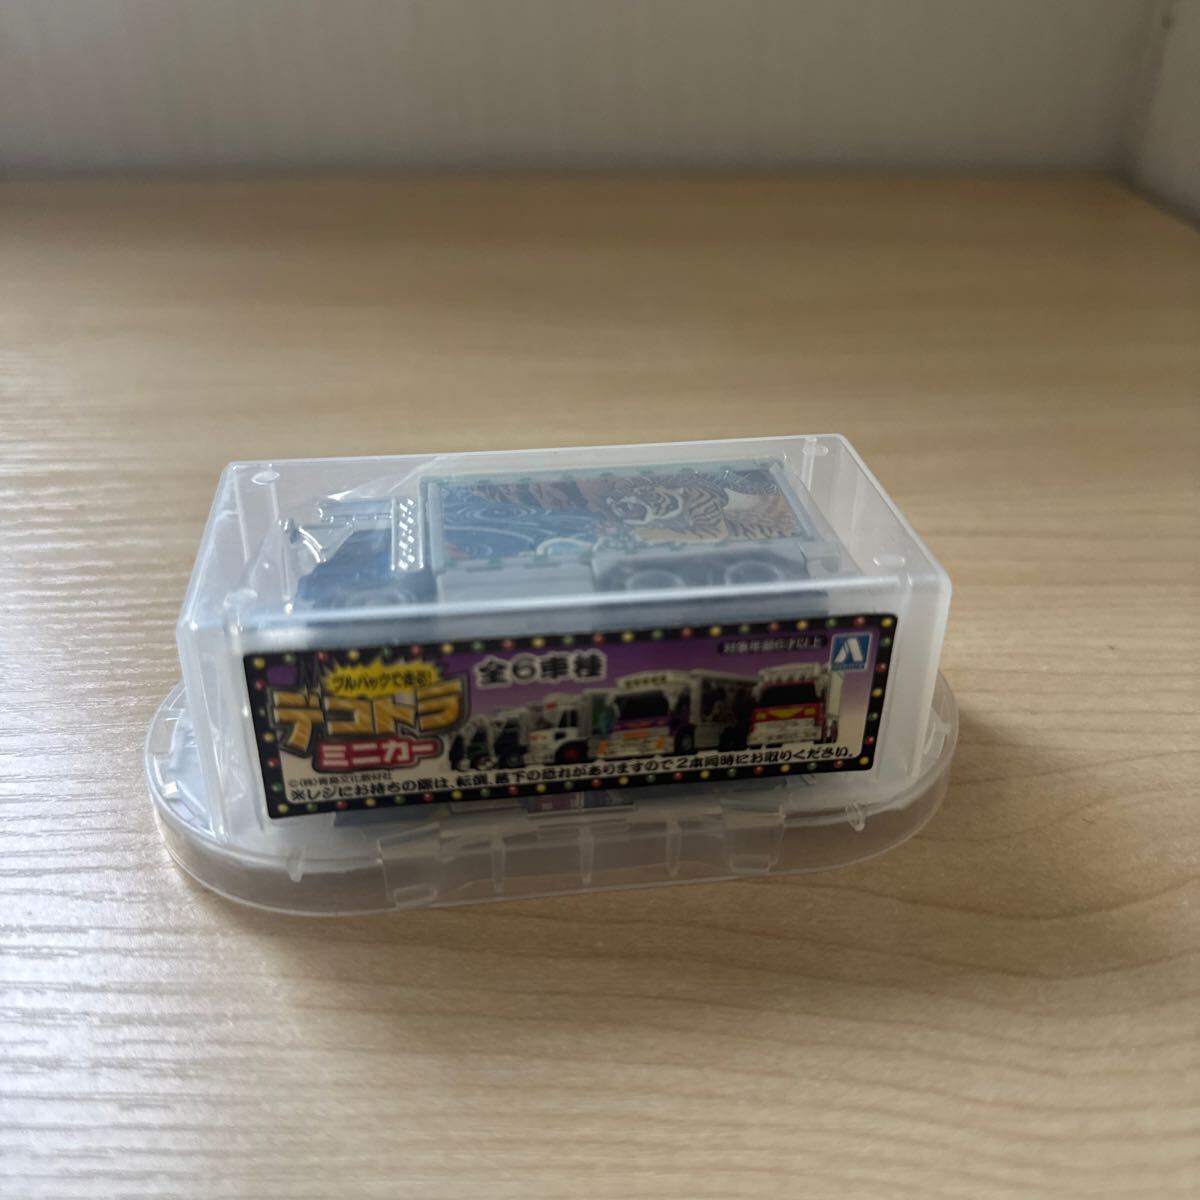 プルバックで走る!
デコトラ
ミニカー
全6車種
対象年齢6才以上
©(株)青島文化教材社
※レジにお持ちの際は、転倒、落下の恐れがありますので2本同時にお取りください。